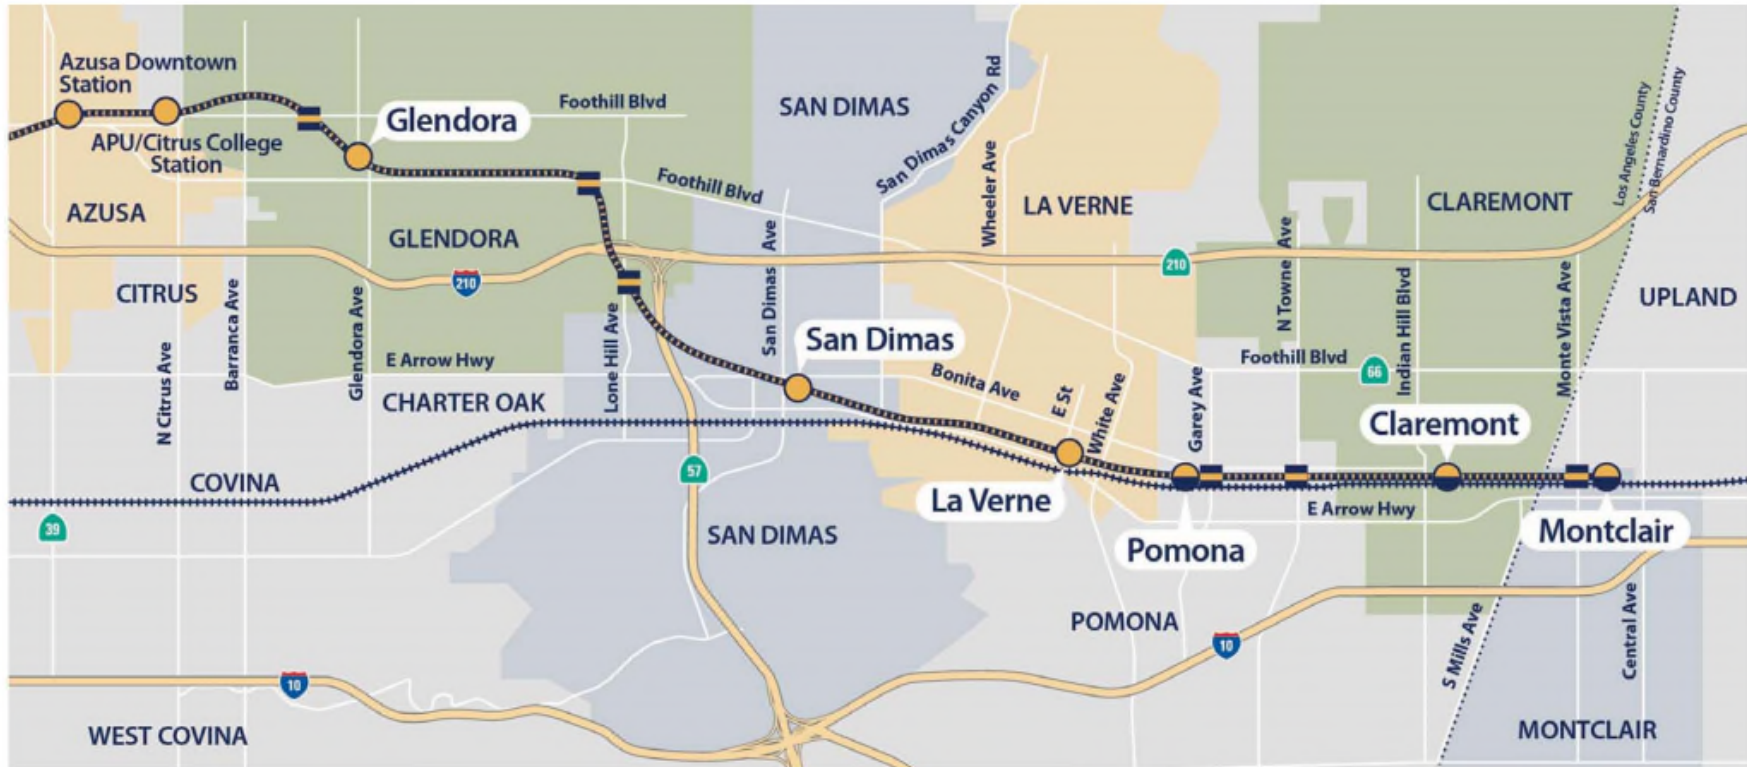 Azusa Downtown
Station
APU/Citrus College
Station
Glendora
Foothill Blvd
SAN DIMAS
San Dimas Canyon Rd
Wheeler Ave
Los Angeles County
San Bernardino County
AZUSA
GLENDORA
Foothill Blvd
LA VERNE
CLAREMONT
210
210
CITRUS
N Citrus Ave
Barranca Ave
Glendora Ave
E Arrow Hwy
Lone Hill Ave
San Dimas Ave
San Dimas
N Towne Ave
Indian Hill Blvd
Monte Vista Ave
UPLAND
Foothill Blvd
66
CHARTER OAK
Bonita Ave
E St
White Ave
Garey Ave
Claremont
COVINA
57
La Verne
E Arrow Hwy
39
SAN DIMAS
Pomona
Montclair
POMONA
10
S Mills Ave
Central Ave
10
WEST COVINA
MONTCLAIR